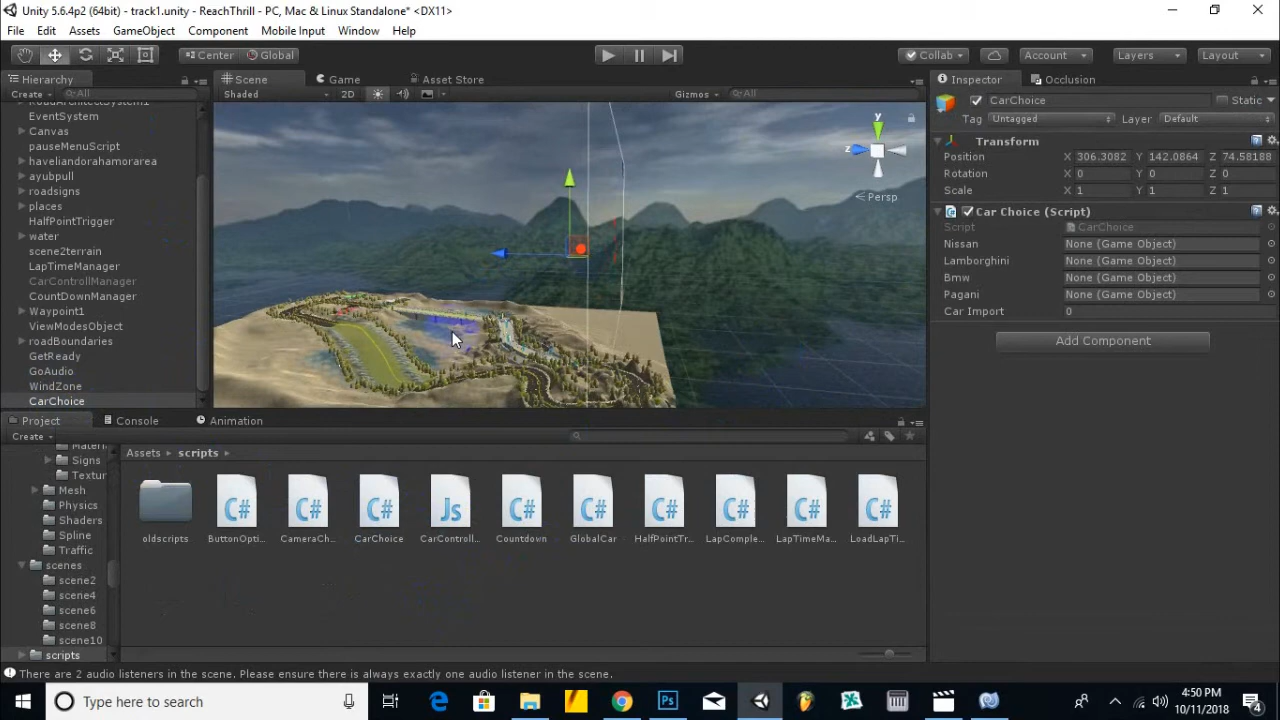 Unity 5.6.4p2 (64bit) - track1.unity - ReachThrill - PC, Mac & Linux Standalone* <DX11>
File Edit Assets GameObject Component Mobile Input Window Help
Center Global Collab Account Layers Layout
Hierarchy Scene Game Asset Store Inspector Occlusion
Create All Shaded 2D Gizmos All
CarChoice Static
Tag Untagged Layer Default
Transform
Position X 306.3082 Y 142.0864 Z 74.58188
Rotation X 0 Y 0 Z 0
Scale X 1 Y 1 Z 1
Car Choice (Script)
Script CarChoice
Nissan None (Game Object)
Lamborghini None (Game Object)
Bmw None (Game Object)
Pagani None (Game Object)
Car Import 0
Add Component
y
z
Persp
RoadArchitectSystem1
EventSystem
Canvas
pauseMenuScript
haveliandorahamorarea
ayubpull
roadsigns
places
HalfPointTrigger
water
scene2terrain
LapTimeManager
CarControllManager
CountDownManager
Waypoint1
ViewModesObject
roadBoundaries
GetReady
GoAudio
WindZone
CarChoice
Project Console Animation
Create
Assets scripts
Materi
Signs
Textur
Mesh
Physics
Shaders
Spline
Traffic
scenes
scene2
scene4
scene6
scene8
scene10
scripts
C# C# C# Js C# C# C# C# C# C#
oldscripts ButtonOpti... CameraCh... CarChoice CarControll... Countdown GlobalCar HalfPointTr... LapComple... LapTimeMa... LoadLapTi...
There are 2 audio listeners in the scene. Please ensure there is always exactly one audio listener in the scene.
Type here to search
4:50 PM
10/11/2018
4